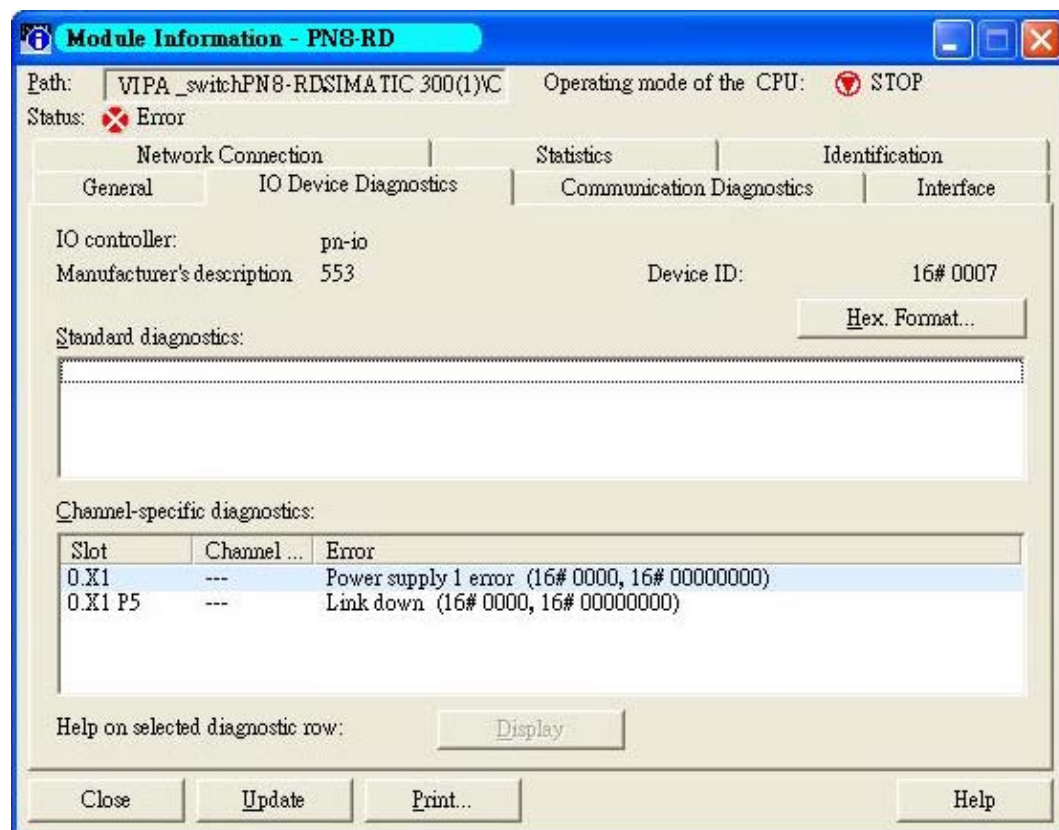 Module Information - PN8-RD
Path: VIPA_switchPN8-RD\SIMATIC 300(1)\C Operating mode of the CPU: STOP
Status: Error
Network Connection Statistics Identification
General IO Device Diagnostics Communication Diagnostics Interface
IO controller: pn-io
Manufacturer's description 553 Device ID: 16# 0007
Hex. Format...
Standard diagnostics:
Channel-specific diagnostics:
Slot Channel ... Error
0.X1 --- Power supply 1 error (16# 0000, 16# 00000000)
0.X1 P5 --- Link down (16# 0000, 16# 00000000)
Help on selected diagnostic row: Display
Close Update Print... Help